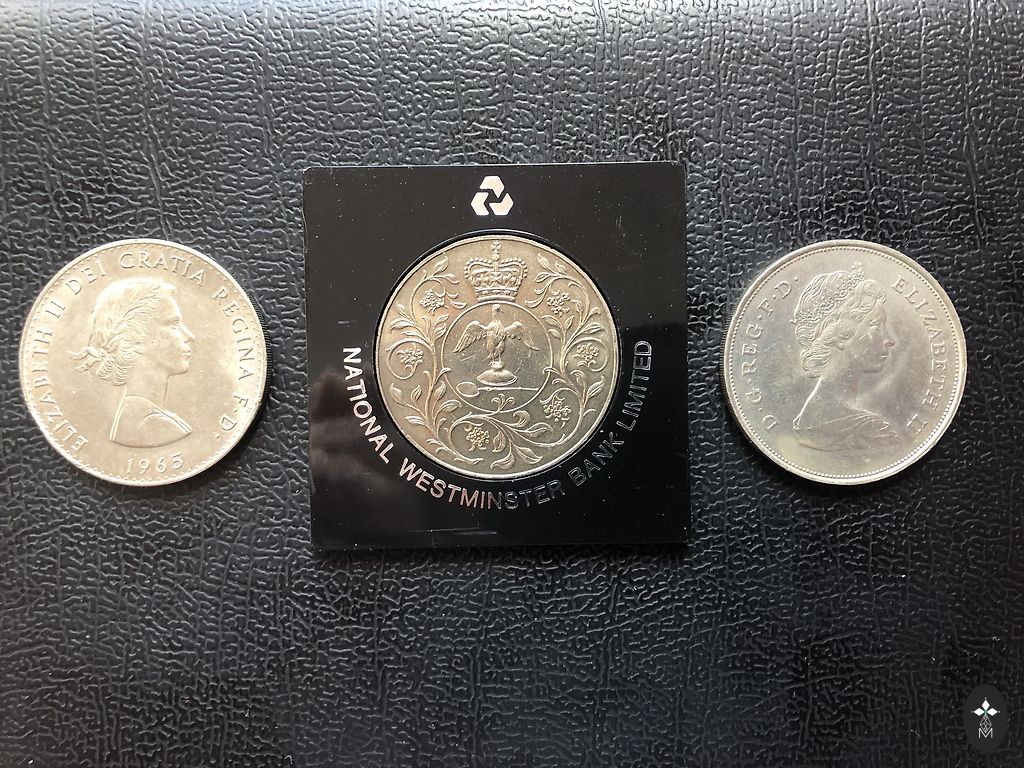 ELIZABETH II DEI GRATIA REGINA F·D·
1965
NATIONAL WESTMINSTER BANK LIMITED
D·G·REG·F·D· ELIZABETH II
M